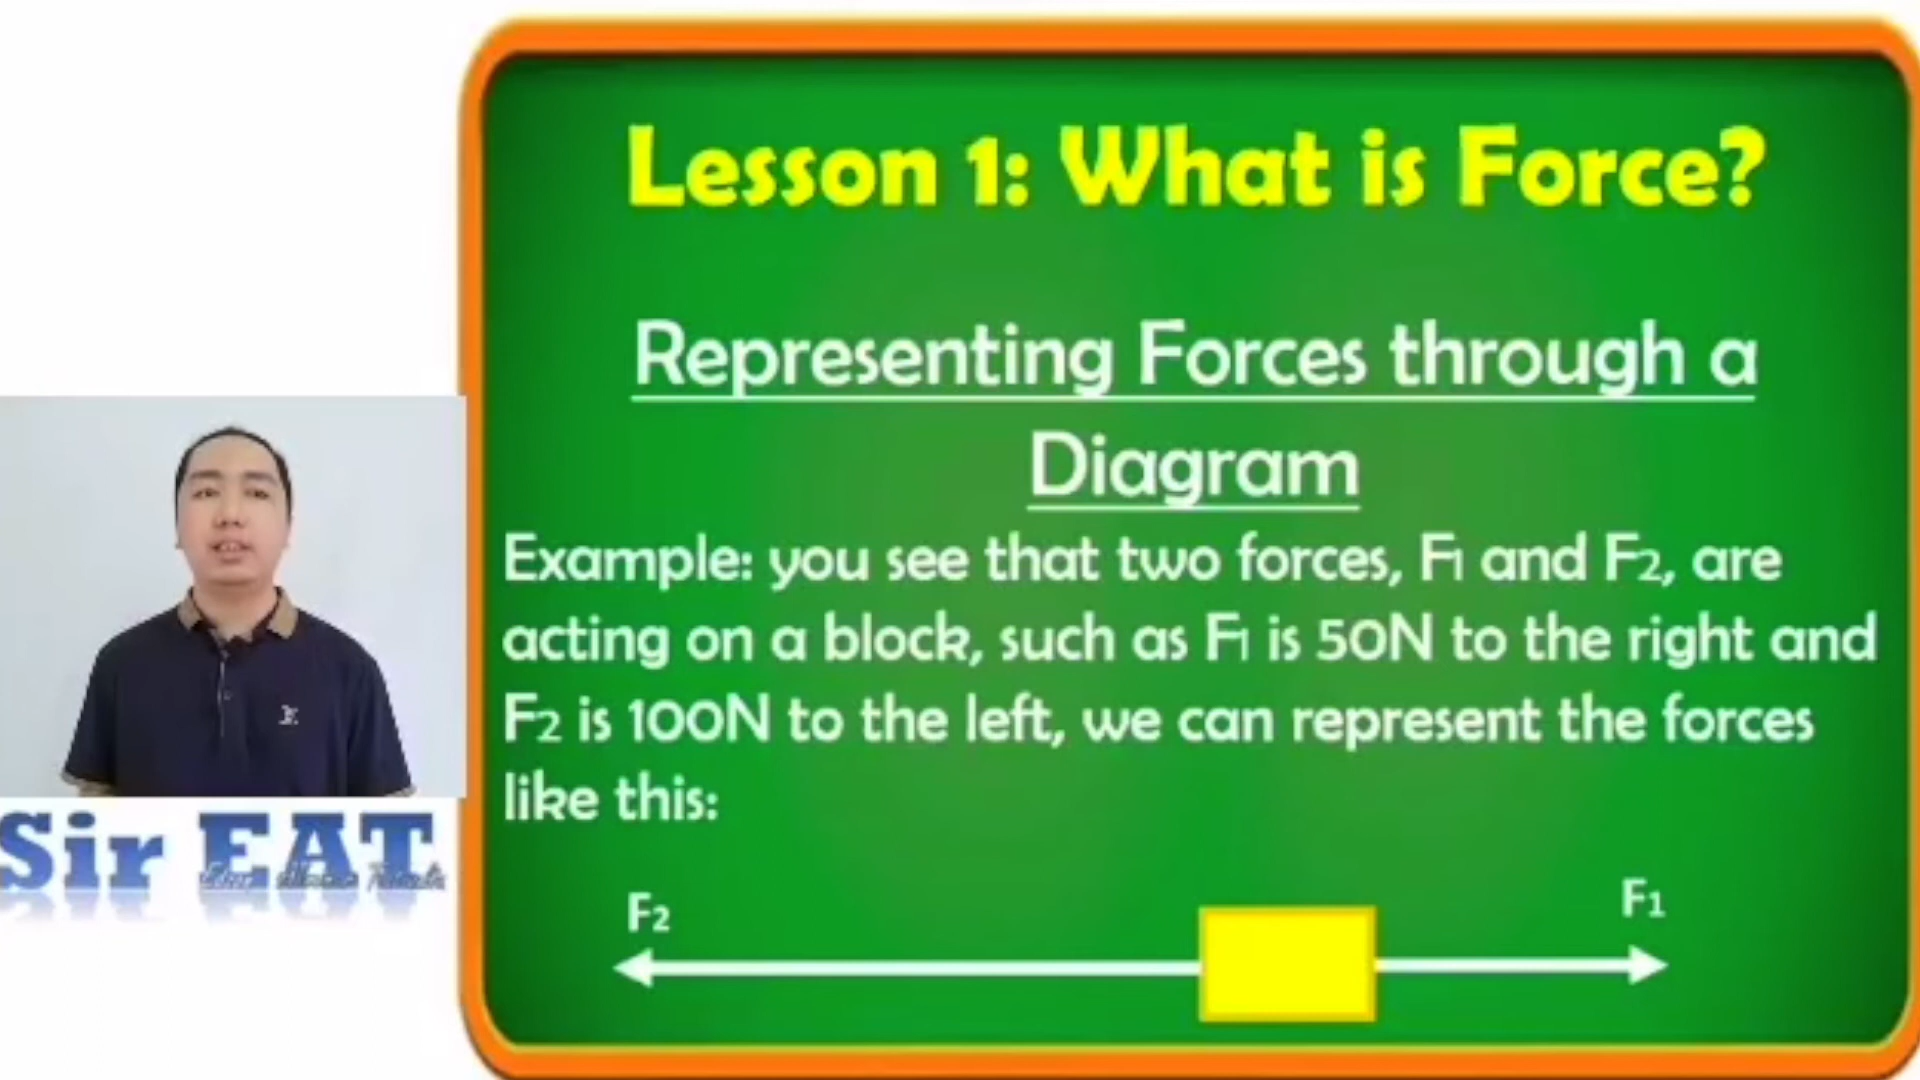 Lesson 1: What is Force?
Representing Forces through a
Diagram
Example: you see that two forces, F1 and F2, are
acting on a block, such as F1 is 50N to the right and
F2 is 100N to the left, we can represent the forces
like this:
F2
F1
Sir EAT